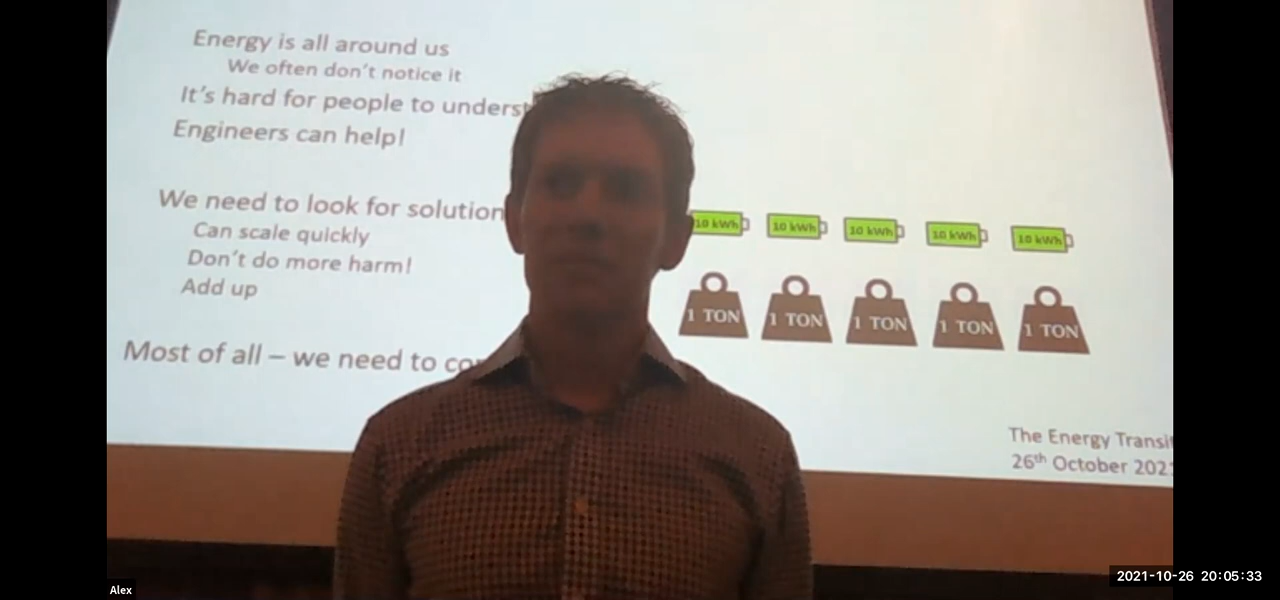 Energy is all around us
We often don't notice it
It's hard for people to underst
Engineers can help!
We need to look for solution
Can scale quickly
Don't do more harm!
Add up
Most of all – we need to co
10 kWh 10 kWh 10 kWh 10 kWh 10 kWh
1 TON 1 TON 1 TON 1 TON 1 TON
The Energy Transi
26th October 202
Alex
2021-10-26 20:05:33